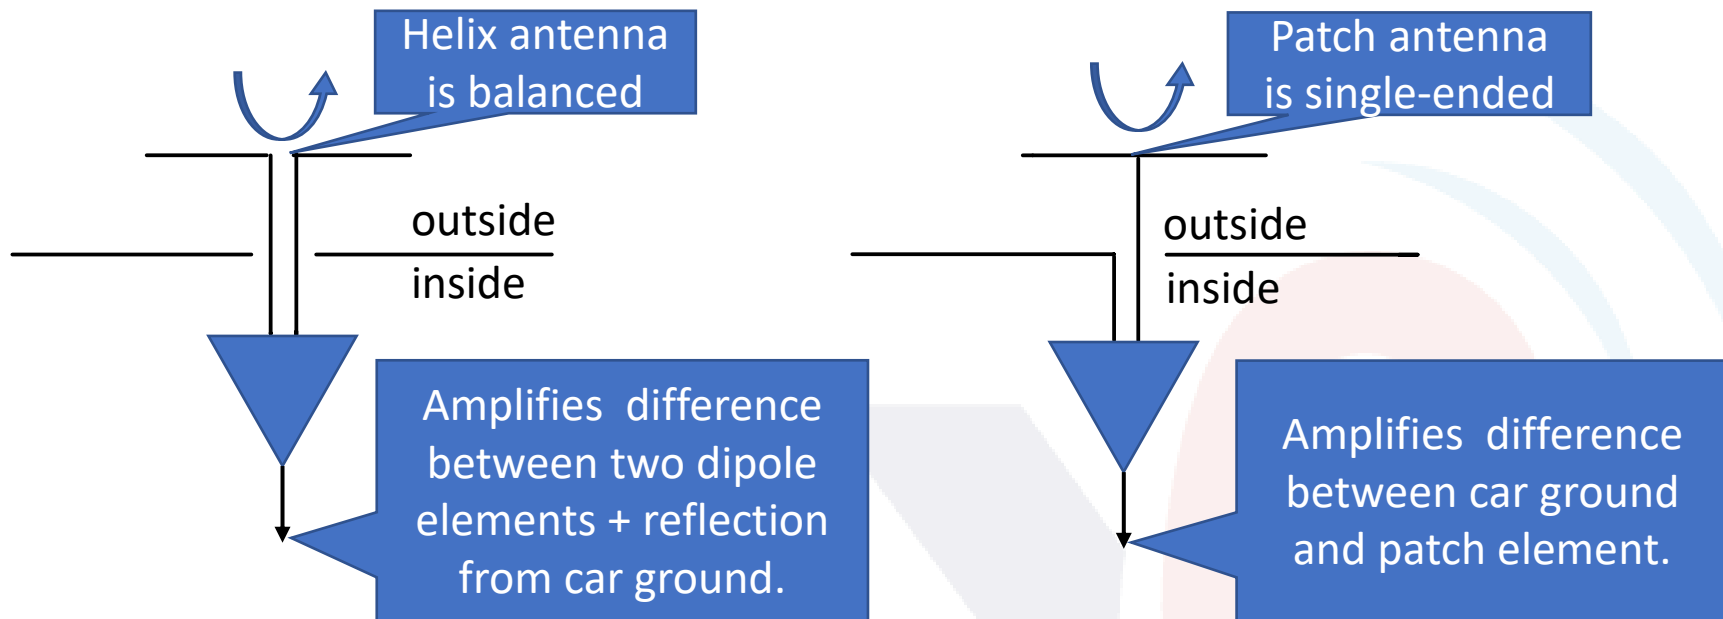 Helix antenna
is balanced
outside
inside
Amplifies  difference
between two dipole
elements + reflection
from car ground.
Patch antenna
is single-ended
outside
inside
Amplifies  difference
between car ground
and patch element.